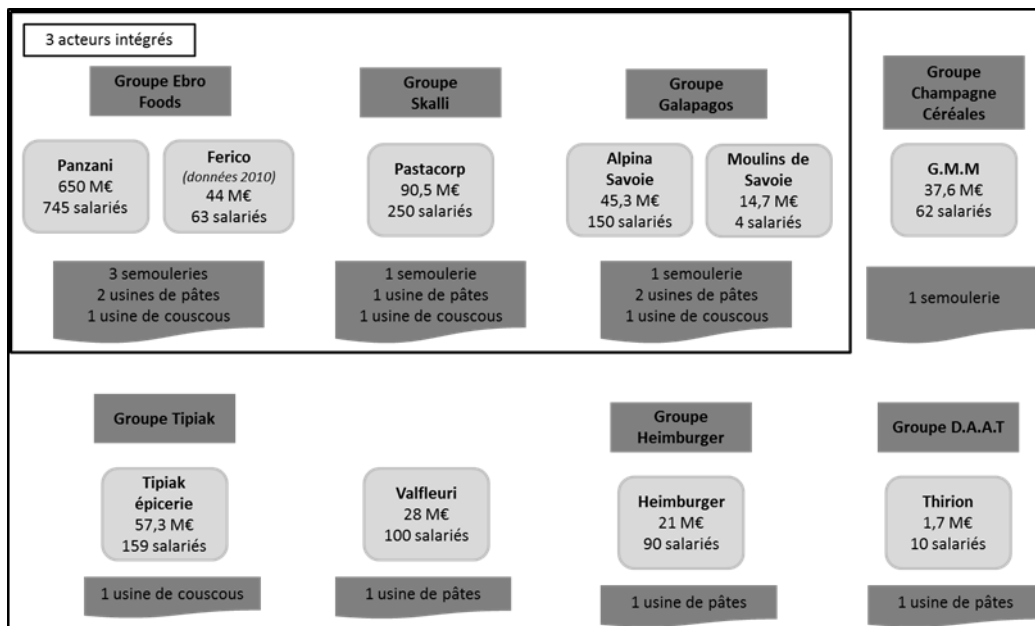 3 acteurs intégrés
Groupe Ebro
Foods
Panzani
650 M€
745 salariés
Ferico
(données 2010)
44 M€
63 salariés
3 semouleries
2 usines de pâtes
1 usine de couscous
Groupe
Skalli
Pastacorp
90,5 M€
250 salariés
1 semoulerie
1 usine de pâtes
1 usine de couscous
Groupe
Galapagos
Alpina
Savoie
45,3 M€
150 salariés
Moulins de
Savoie
14,7 M€
4 salariés
1 semoulerie
2 usines de pâtes
1 usine de couscous
Groupe
Champagne
Céréales
G.M.M
37,6 M€
62 salariés
1 semoulerie
Groupe Tipiak
Tipiak
épicerie
57,3 M€
159 salariés
1 usine de couscous
Valfleuri
28 M€
100 salariés
1 usine de pâtes
Groupe
Heimburger
Heimburger
21 M€
90 salariés
1 usine de pâtes
Groupe D.A.A.T
Thirion
1,7 M€
10 salariés
1 usine de pâtes